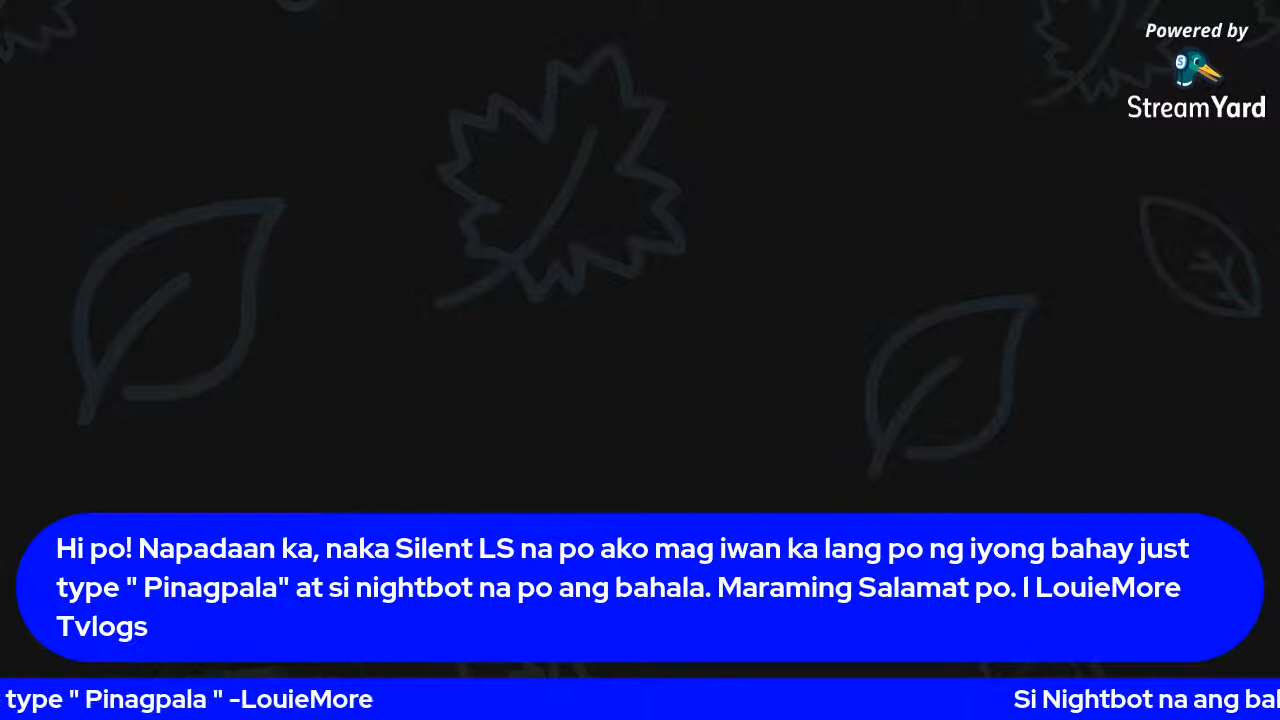 Powered by
StreamYard
Hi po! Napadaan ka, naka Silent LS na po ako mag iwan ka lang po ng iyong bahay just
type " Pinagpala" at si nightbot na po ang bahala. Maraming Salamat po. l LouieMore
Tvlogs
type " Pinagpala " -LouieMore
Si Nightbot na ang bal